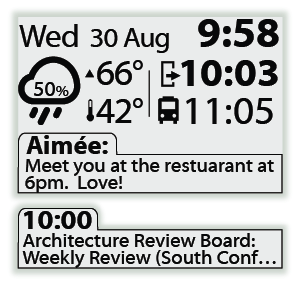 Wed 30 Aug 9:58
50% 66° 10:03
42° 11:05
Aimée:
Meet you at the restuarant at
6pm. Love!
10:00
Architecture Review Board:
Weekly Review (South Conf…